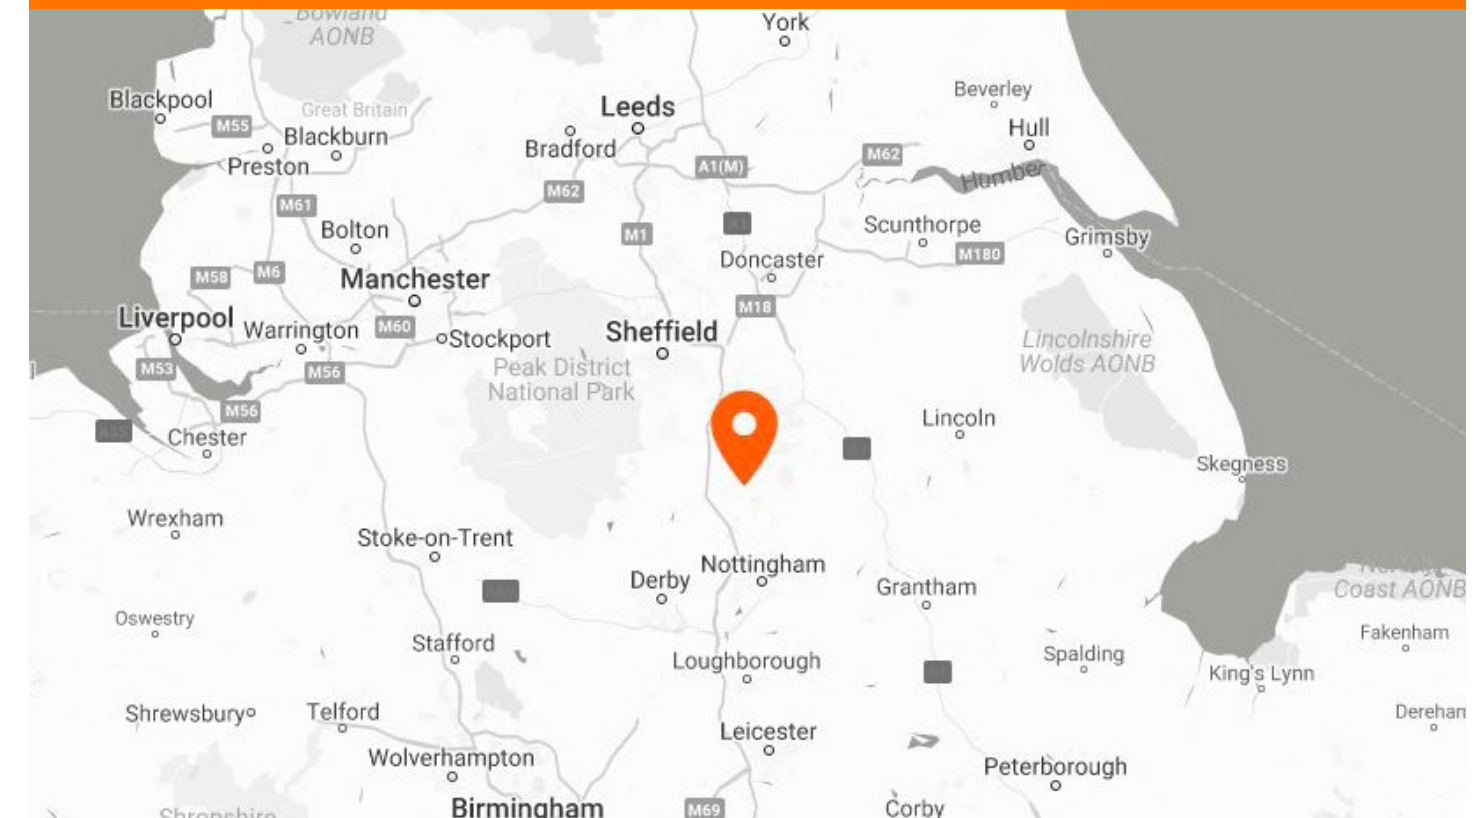 Bowland
AONB
York
Blackpool
Great Britain
Leeds
Beverley
M55
Blackburn
Hull
Preston
Bradford
M62
A1(M)
M62
Humber
M61
Bolton
M1
Scunthorpe
Grimsby
M58
M6
Manchester
Doncaster
M180
M18
Liverpool
Warrington
M60
Stockport
Sheffield
Lincolnshire
Wolds AONB
M53
M56
Peak District
National Park
M56
Chester
Lincoln
Skegness
Wrexham
Stoke-on-Trent
Nottingham
Derby
Grantham
Coast AONB
Oswestry
Stafford
Loughborough
Spalding
Fakenham
King's Lynn
Shrewsbury
Telford
Leicester
Dereham
Wolverhampton
Peterborough
Birmingham
M69
Corby
Shropshire